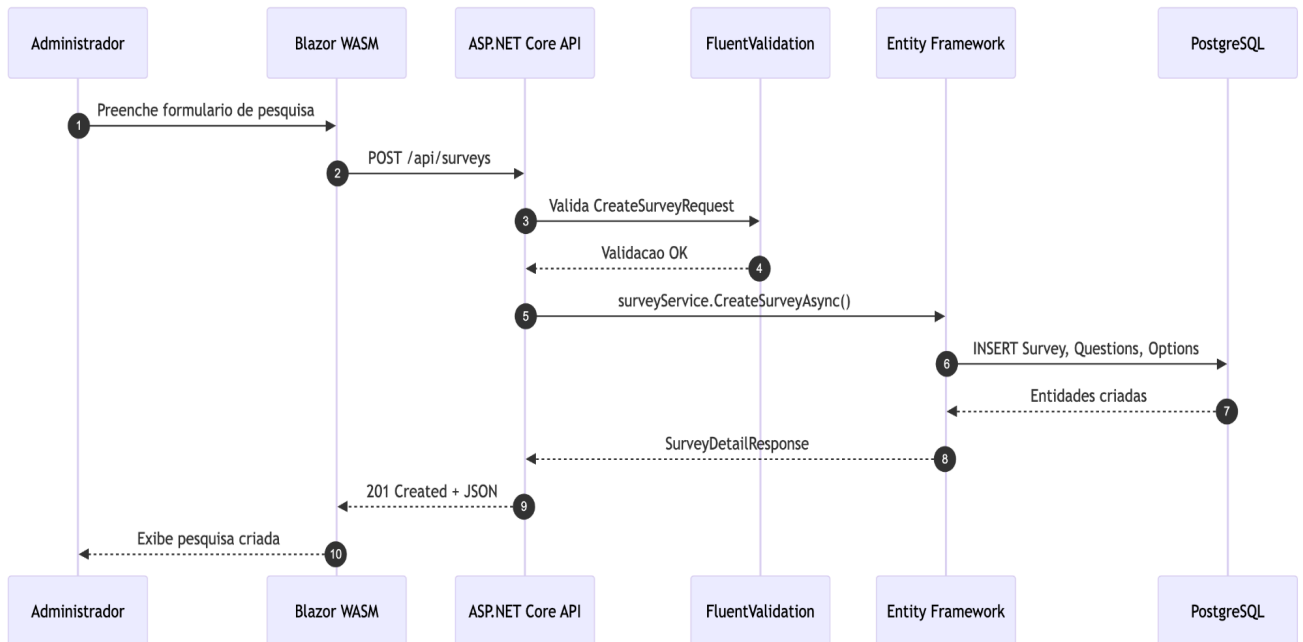 Administrador
Blazor WASM
ASP.NET Core API
FluentValidation
Entity Framework
PostgreSQL
Preenche formulario de pesquisa
1
POST /api/surveys
2
Valida CreateSurveyRequest
3
Validacao OK
4
surveyService.CreateSurveyAsync()
5
INSERT Survey, Questions, Options
6
Entidades criadas
7
SurveyDetailResponse
8
201 Created + JSON
9
Exibe pesquisa criada
10
Administrador
Blazor WASM
ASP.NET Core API
FluentValidation
Entity Framework
PostgreSQL